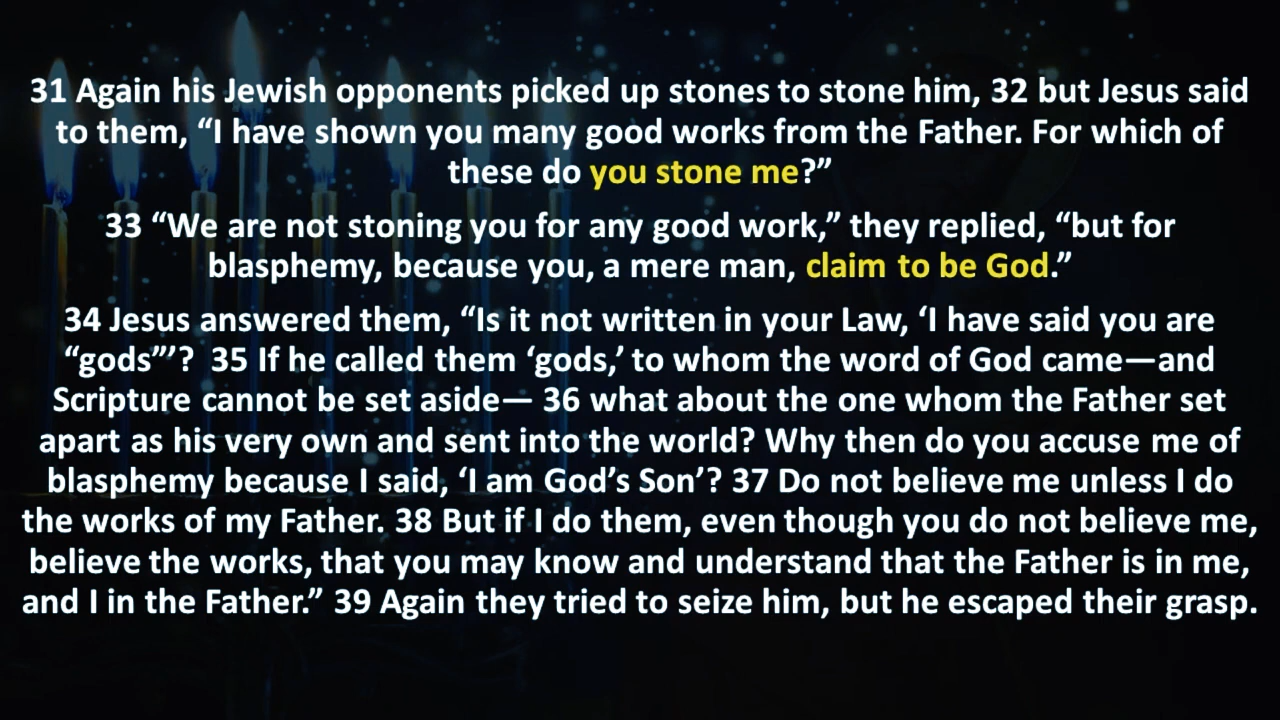 31 Again his Jewish opponents picked up stones to stone him, 32 but Jesus said
to them, “I have shown you many good works from the Father. For which of
these do you stone me?”
33 “We are not stoning you for any good work,” they replied, “but for
blasphemy, because you, a mere man, claim to be God.”
34 Jesus answered them, “Is it not written in your Law, ‘I have said you are
“gods”’? 35 If he called them ‘gods,’ to whom the word of God came—and
Scripture cannot be set aside— 36 what about the one whom the Father set
apart as his very own and sent into the world? Why then do you accuse me of
blasphemy because I said, ‘I am God’s Son’? 37 Do not believe me unless I do
the works of my Father. 38 But if I do them, even though you do not believe me,
believe the works, that you may know and understand that the Father is in me,
and I in the Father.” 39 Again they tried to seize him, but he escaped their grasp.